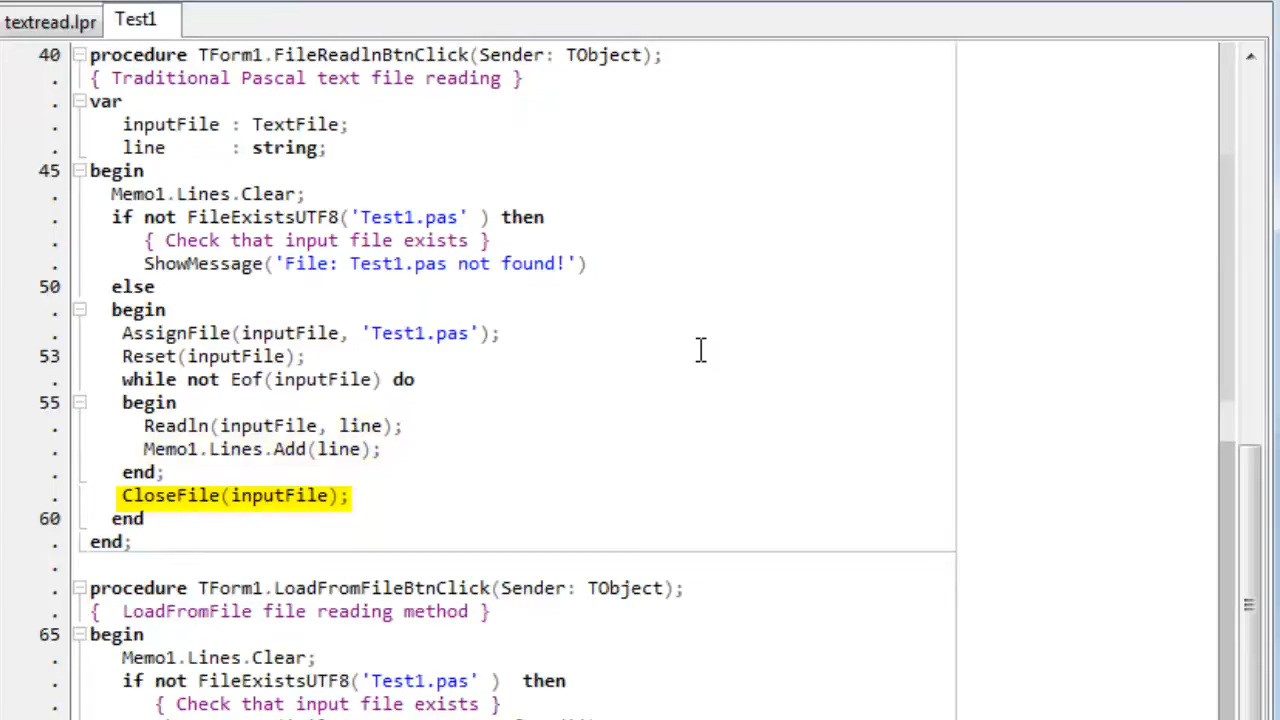 textread.lpr Test1
40 procedure TForm1.FileReadlnBtnClick(Sender: TObject);
. { Traditional Pascal text file reading }
. var
. inputFile : TextFile;
. line      : string;
45 begin
. Memo1.Lines.Clear;
. if not FileExistsUTF8('Test1.pas' ) then
. { Check that input file exists }
. ShowMessage('File: Test1.pas not found!')
50 else
. begin
. AssignFile(inputFile, 'Test1.pas');
53 Reset(inputFile);
. while not Eof(inputFile) do
55 begin
. Readln(inputFile, line);
. Memo1.Lines.Add(line);
. end;
. CloseFile(inputFile);
60 end
. end;
.
. procedure TForm1.LoadFromFileBtnClick(Sender: TObject);
. {  LoadFromFile file reading method }
65 begin
. Memo1.Lines.Clear;
. if not FileExistsUTF8('Test1.pas' )  then
. { Check that input file exists }